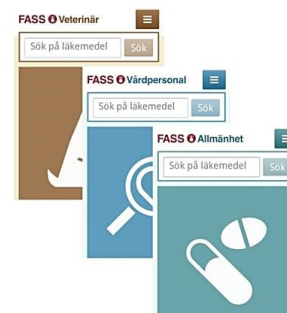 FASS Veterinär
Sök på läkemedel Sök
FASS Vårdpersonal
Sök på läkemedel Sök
FASS Allmänhet
Sök på läkemedel Sök